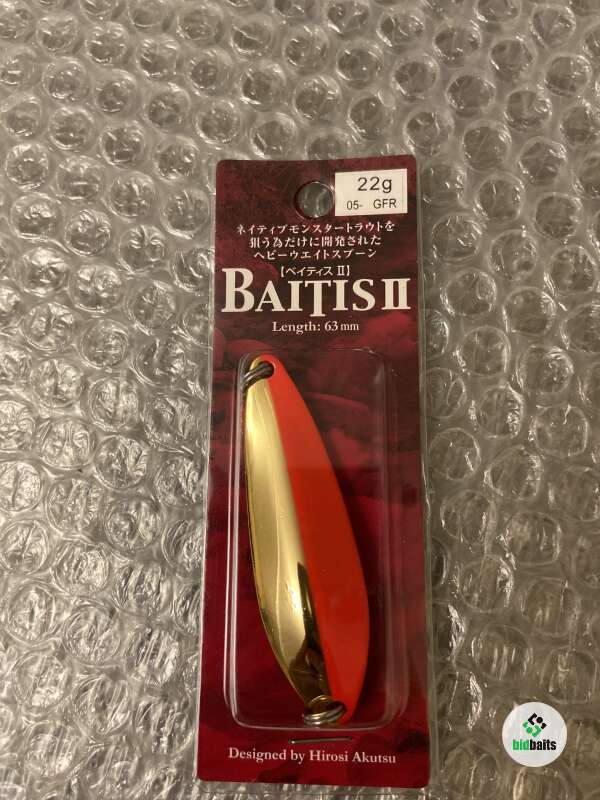 22g
05- GFR
ネイティブモンスタートラウトを
狙う為だけに開発された
ヘビーウエイトスプーン
【ベイティス II】
BAITIS II
Length: 63mm
Designed by Hirosi Akutsu
bidbaits